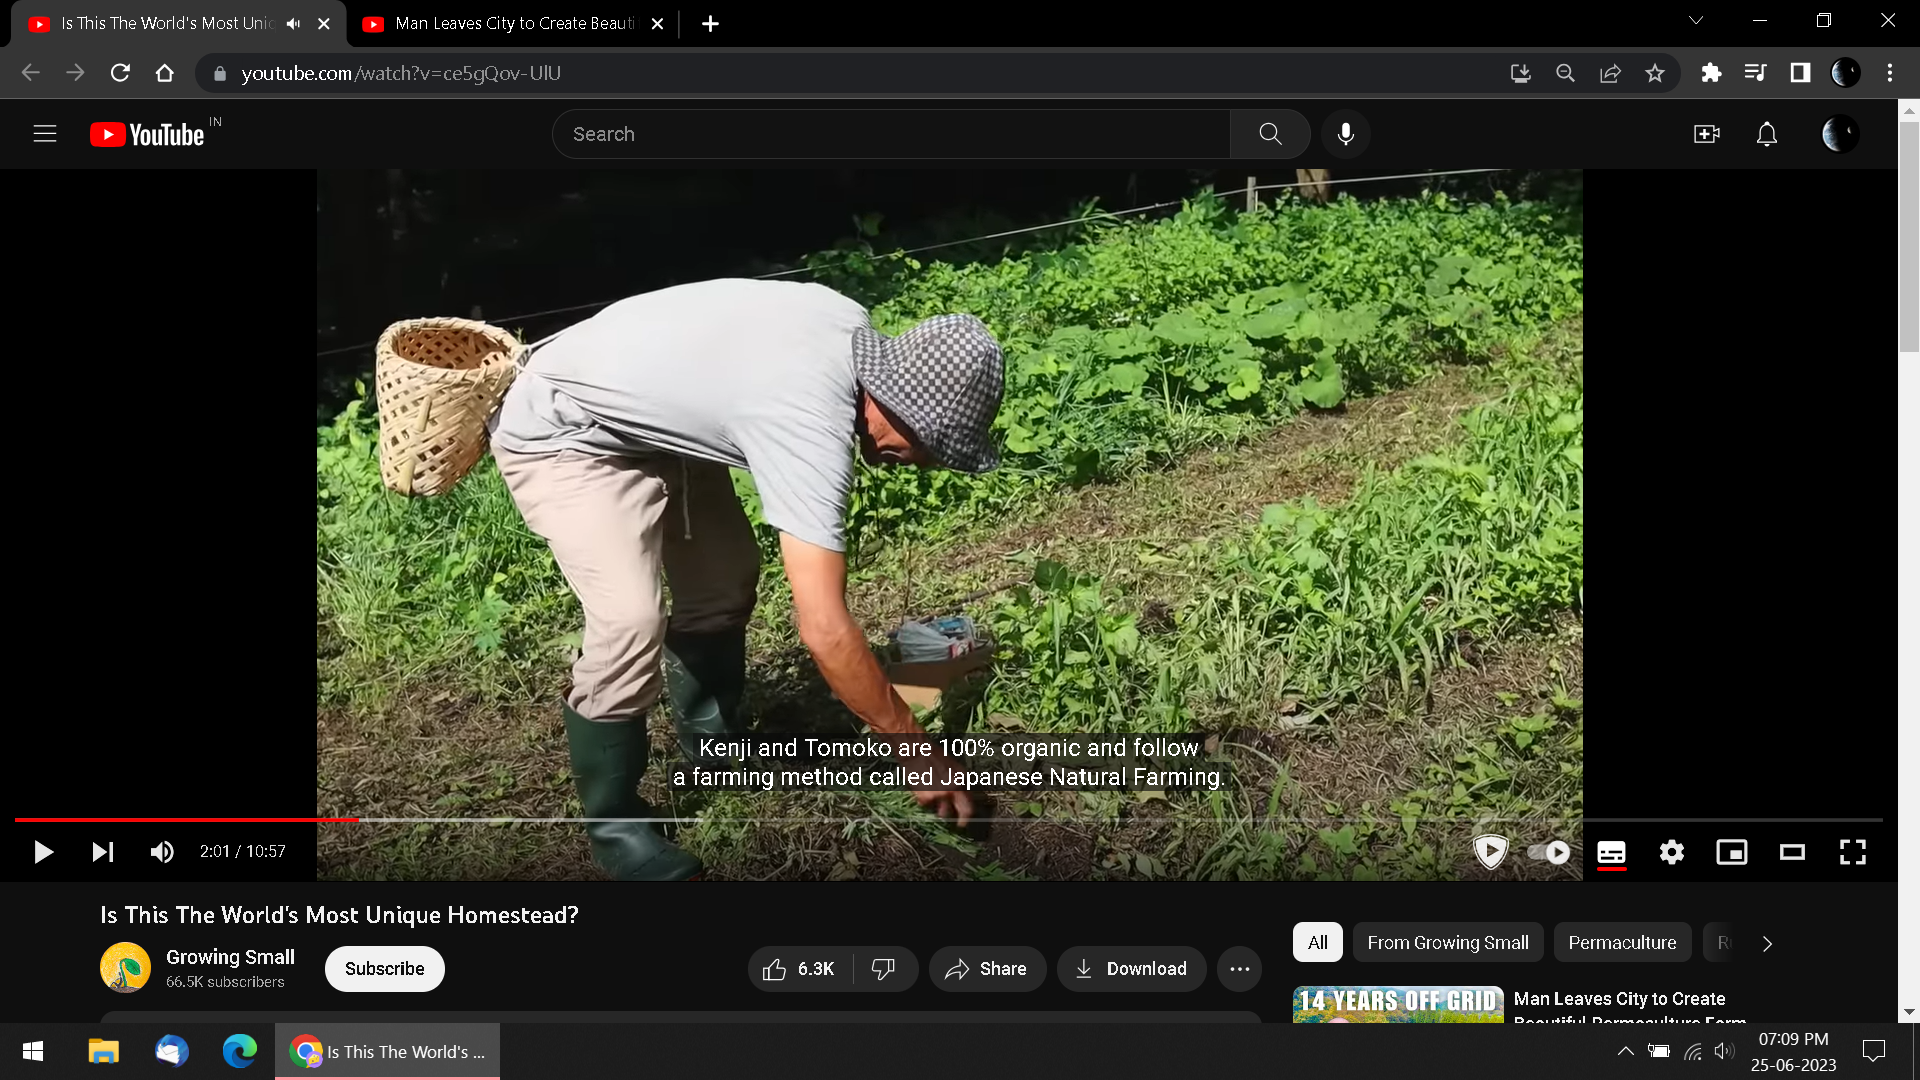 Is This The World's Most Uniq
Man Leaves City to Create Beauti
youtube.com/watch?v=ce5gQov-UlU
YouTube IN
Search
Kenji and Tomoko are 100% organic and follow
a farming method called Japanese Natural Farming.
2:01 / 10:57
Is This The World's Most Unique Homestead?
Growing Small
66.5K subscribers
Subscribe
6.3K
Share
Download
All
From Growing Small
Permaculture
14 YEARS OFF GRID
Man Leaves City to Create
Beautiful Permaculture Farm
Is This The World's ...
07:09 PM
25-06-2023